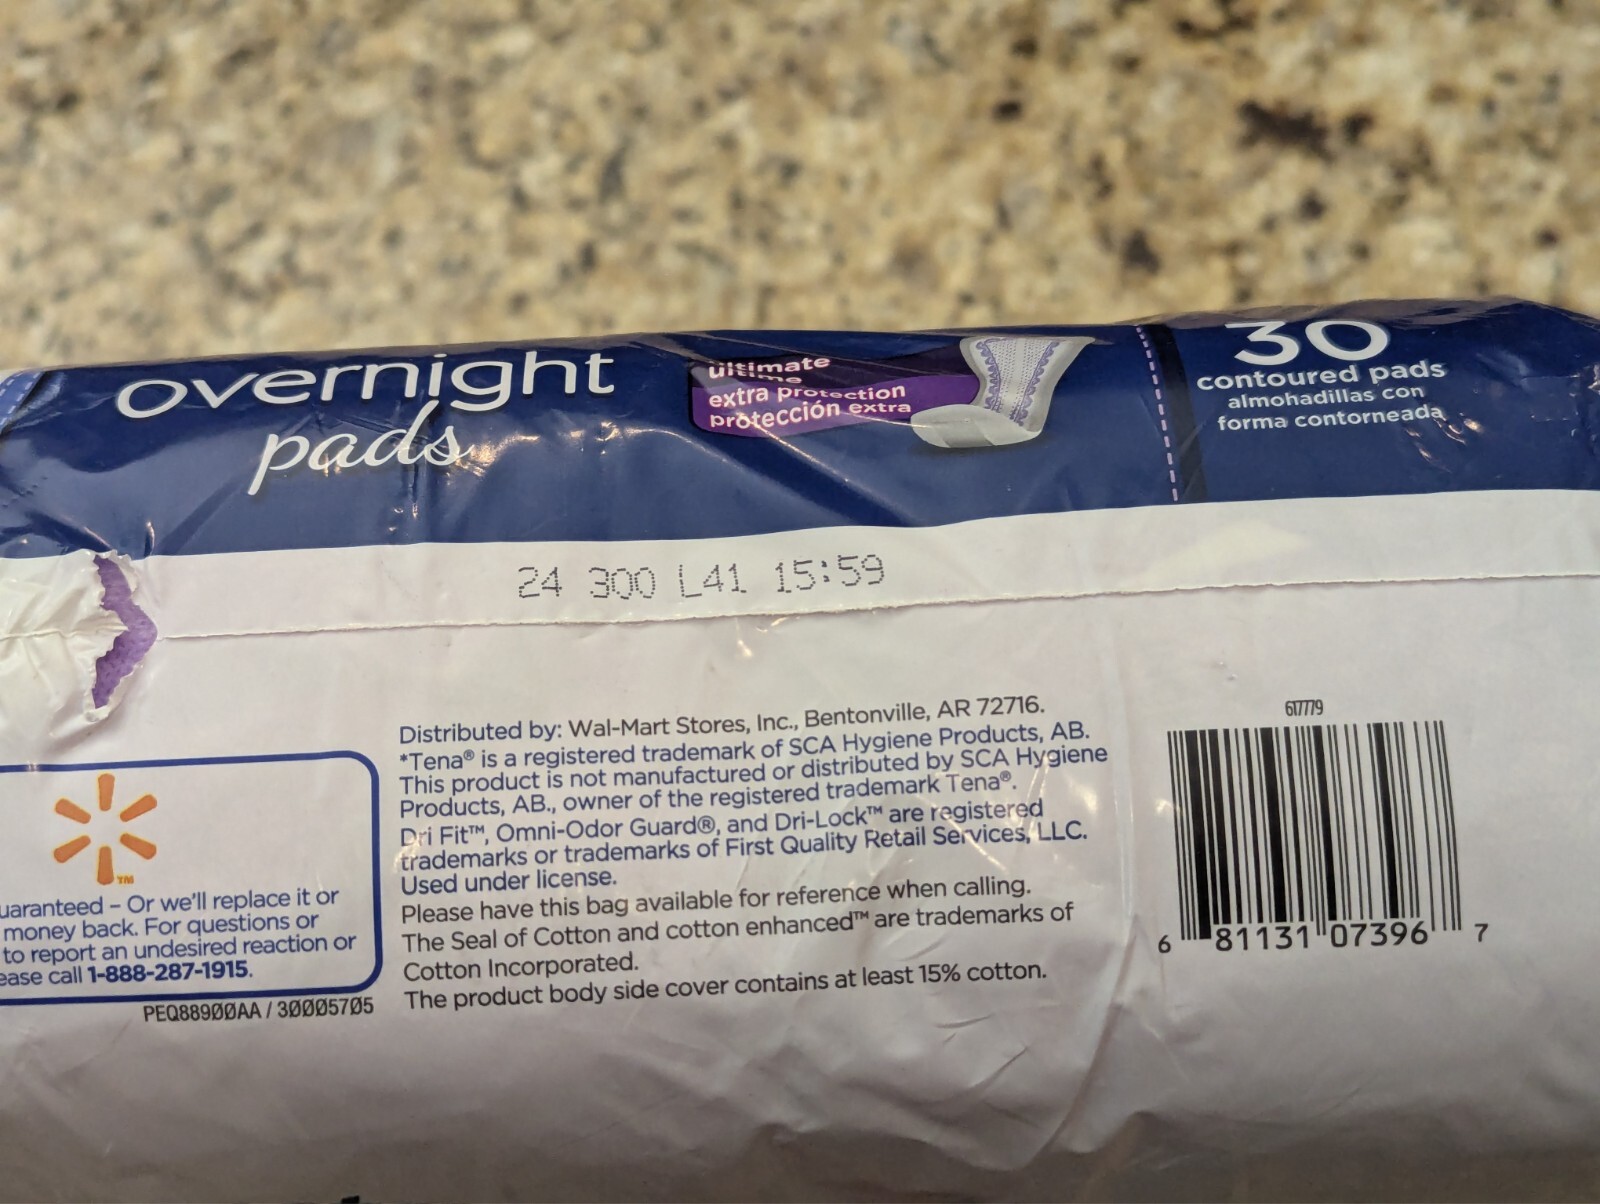 overnight
pads
ultimate
extra protection
protección extra
30
contoured pads
almohadillas con
forma contorneada
24 300 L41 15:59
Distributed by: Wal-Mart Stores, Inc., Bentonville, AR 72716.
*Tena® is a registered trademark of SCA Hygiene Products, AB.
This product is not manufactured or distributed by SCA Hygiene
Products, AB., owner of the registered trademark Tena®.
Dri Fit™, Omni-Odor Guard®, and Dri-Lock™ are registered
trademarks or trademarks of First Quality Retail Services, LLC.
Used under license.
Please have this bag available for reference when calling.
The Seal of Cotton and cotton enhanced™ are trademarks of
Cotton Incorporated.
The product body side cover contains at least 15% cotton.
TM
uaranteed – Or we'll replace it or
money back. For questions or
to report an undesired reaction or
ease call 1-888-287-1915.
PEQ88900AA / 30005705
617779
6 81131 07396 7